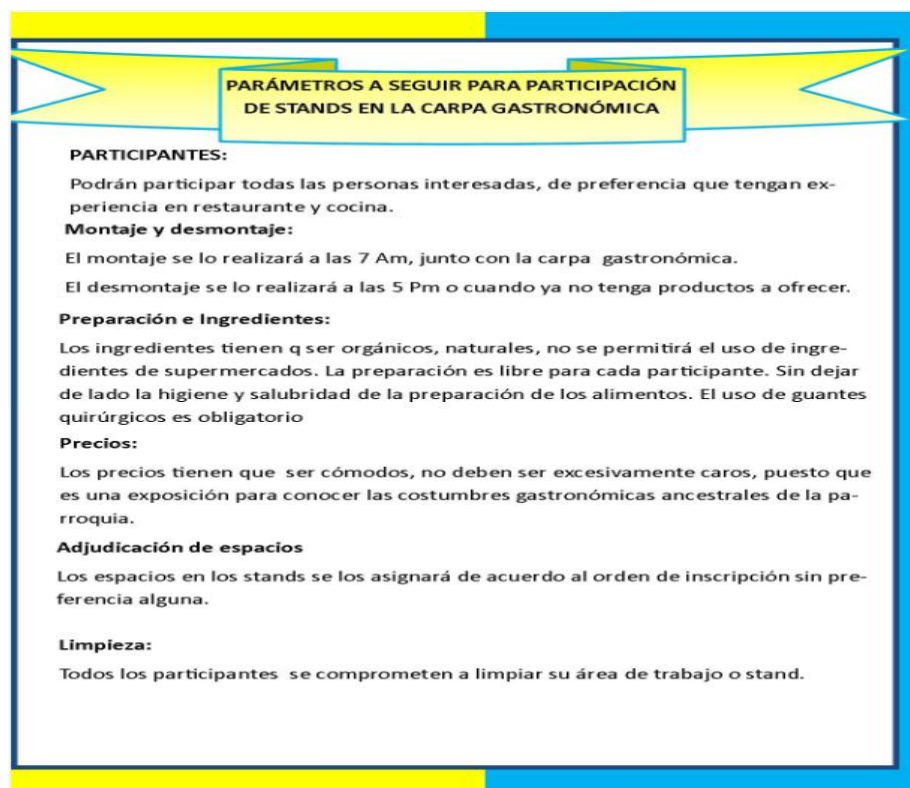 PARÁMETROS A SEGUIR PARA PARTICIPACIÓN
DE STANDS EN LA CARPA GASTRONÓMICA
PARTICIPANTES:
Podrán participar todas las personas interesadas, de preferencia que tengan ex-
periencia en restaurante y cocina.
Montaje y desmontaje:
El montaje se lo realizará a las 7 Am, junto con la carpa gastronómica.
El desmontaje se lo realizará a las 5 Pm o cuando ya no tenga productos a ofrecer.
Preparación e Ingredientes:
Los ingredientes tienen q ser orgánicos, naturales, no se permitirá el uso de ingre-
dientes de supermercados. La preparación es libre para cada participante. Sin dejar
de lado la higiene y salubridad de la preparación de los alimentos. El uso de guantes
quirúrgicos es obligatorio
Precios:
Los precios tienen que ser cómodos, no deben ser excesivamente caros, puesto que
es una exposición para conocer las costumbres gastronómicas ancestrales de la pa-
rroquia.
Adjudicación de espacios
Los espacios en los stands se los asignará de acuerdo al orden de inscripción sin pre-
ferencia alguna.
Limpieza:
Todos los participantes se comprometen a limpiar su área de trabajo o stand.